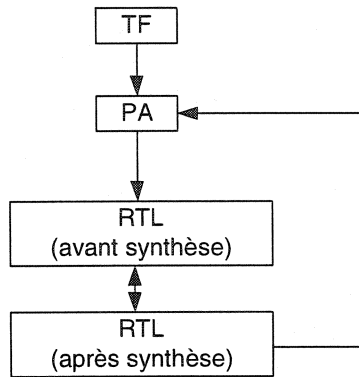 TF
PA
RTL
(avant synthèse)
RTL
(après synthèse)